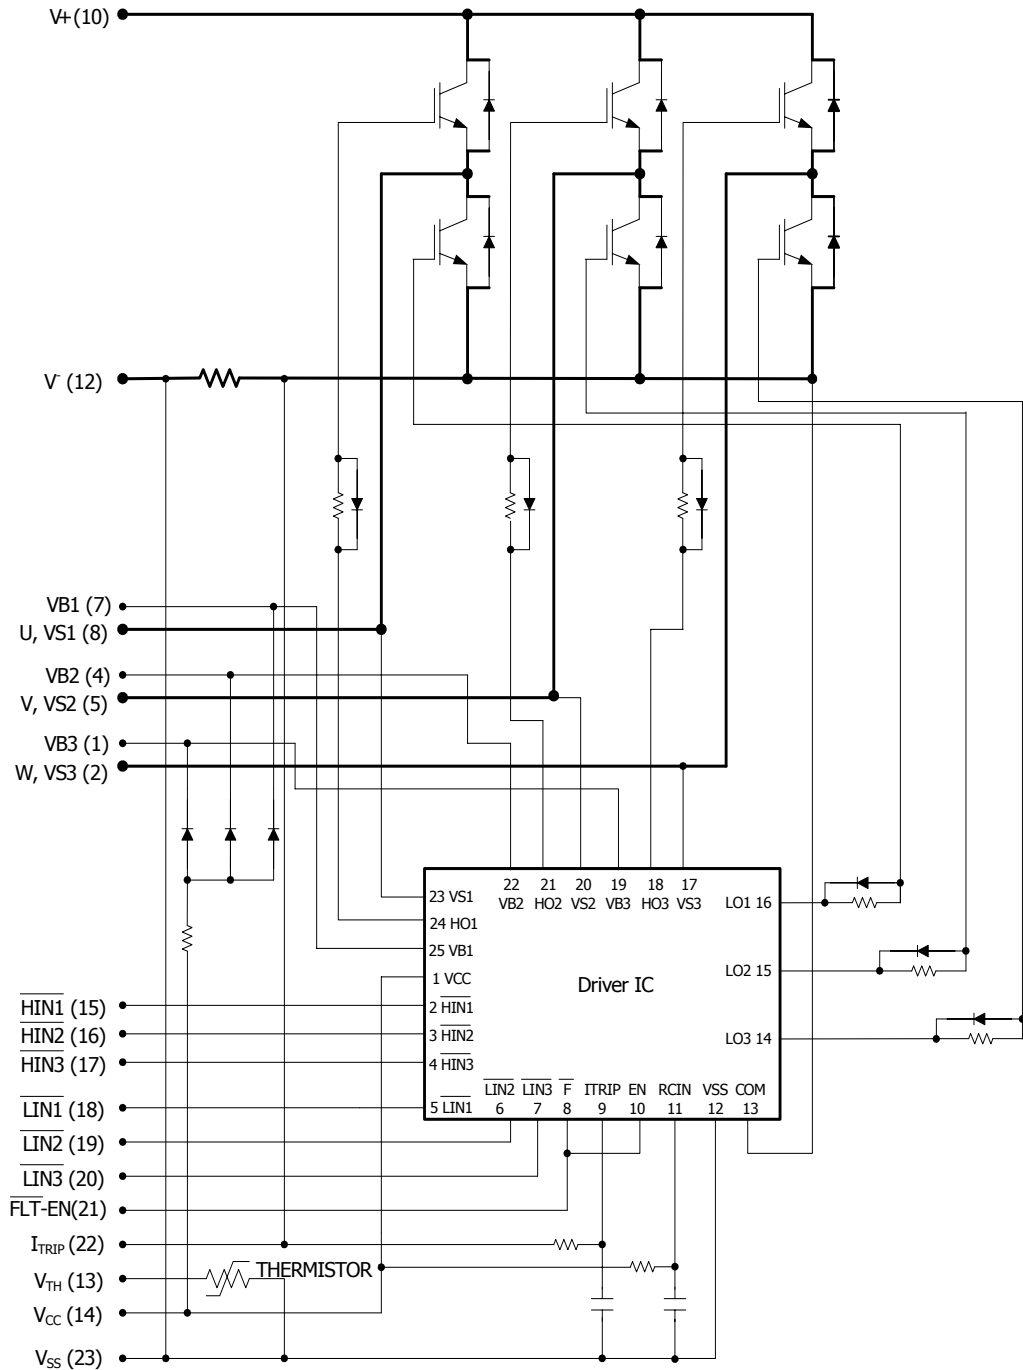 V+(10)
V- (12)
VB1 (7)
U, VS1 (8)
VB2 (4)
V, VS2 (5)
VB3 (1)
W, VS3 (2)
22 21 20 19 18 17
VB2 HO2 VS2 VB3 HO3 VS3
23 VS1
24 HO1
25 VB1
1 VCC
2 HIN1
3 HIN2
4 HIN3
5 LIN1
Driver IC
LO1 16
LO2 15
LO3 14
LIN2 LIN3 F ITRIP EN RCIN VSS COM
6 7 8 9 10 11 12 13
HIN1 (15)
HIN2 (16)
HIN3 (17)
LIN1 (18)
LIN2 (19)
LIN3 (20)
FLT-EN(21)
ITRIP (22)
THERMISTOR
VTH (13)
VCC (14)
VSS (23)